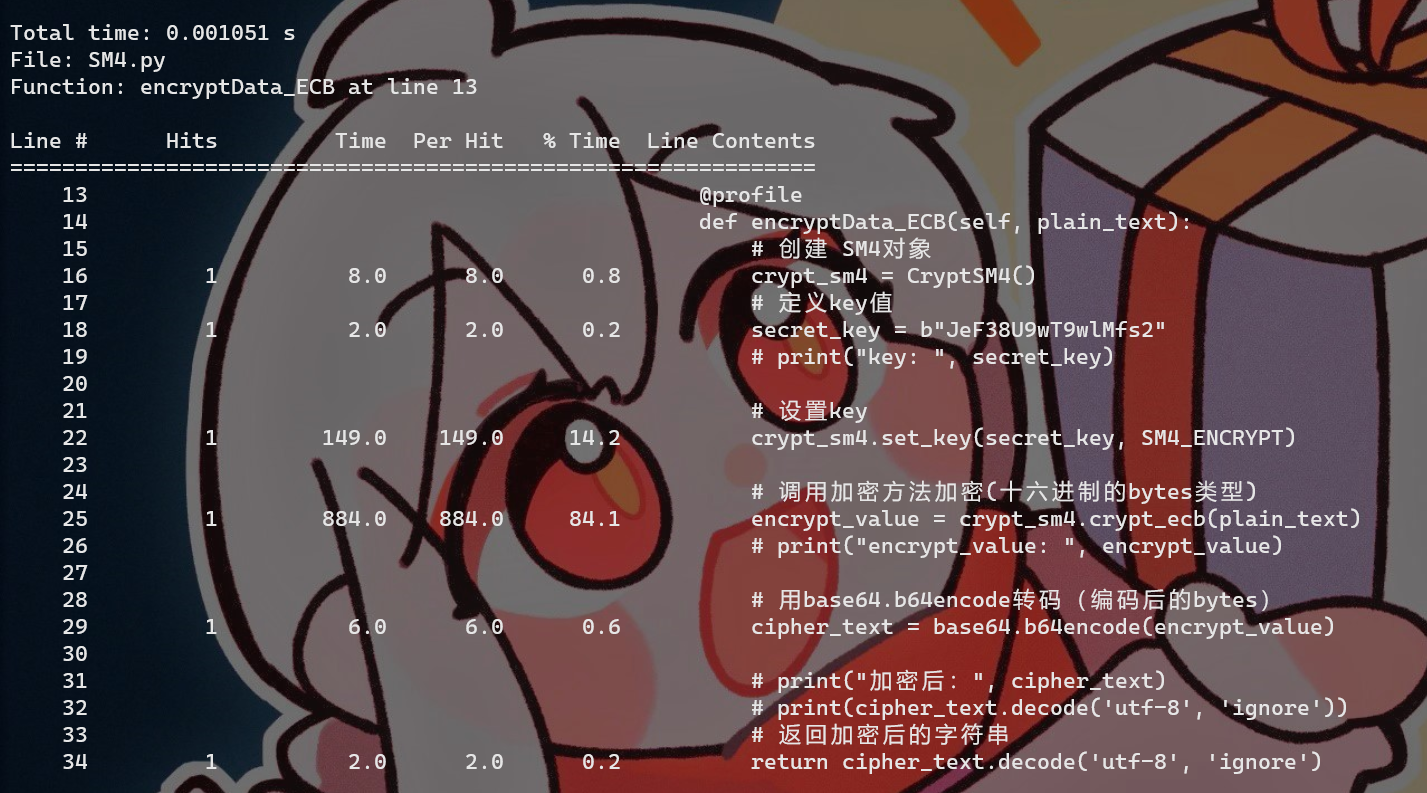 Total time: 0.001051 s
File: SM4.py
Function: encryptData_ECB at line 13

Line #      Hits         Time  Per Hit   % Time  Line Contents
==============================================================
    13                                               @profile
    14                                               def encryptData_ECB(self, plain_text):
    15                                                   # 创建 SM4对象
    16         1          8.0      8.0      0.8          crypt_sm4 = CryptSM4()
    17                                                   # 定义key值
    18         1          2.0      2.0      0.2          secret_key = b"JeF38U9wT9wlMfs2"
    19                                                   # print("key: ", secret_key)
    20
    21                                                   # 设置key
    22         1        149.0    149.0     14.2          crypt_sm4.set_key(secret_key, SM4_ENCRYPT)
    23
    24                                                   # 调用加密方法加密(十六进制的bytes类型)
    25         1        884.0    884.0     84.1          encrypt_value = crypt_sm4.crypt_ecb(plain_text)
    26                                                   # print("encrypt_value: ", encrypt_value)
    27
    28                                                   # 用base64.b64encode转码（编码后的bytes）
    29         1          6.0      6.0      0.6          cipher_text = base64.b64encode(encrypt_value)
    30
    31                                                   # print("加密后：", cipher_text)
    32                                                   # print(cipher_text.decode('utf-8', 'ignore'))
    33                                                   # 返回加密后的字符串
    34         1          2.0      2.0      0.2          return cipher_text.decode('utf-8', 'ignore')